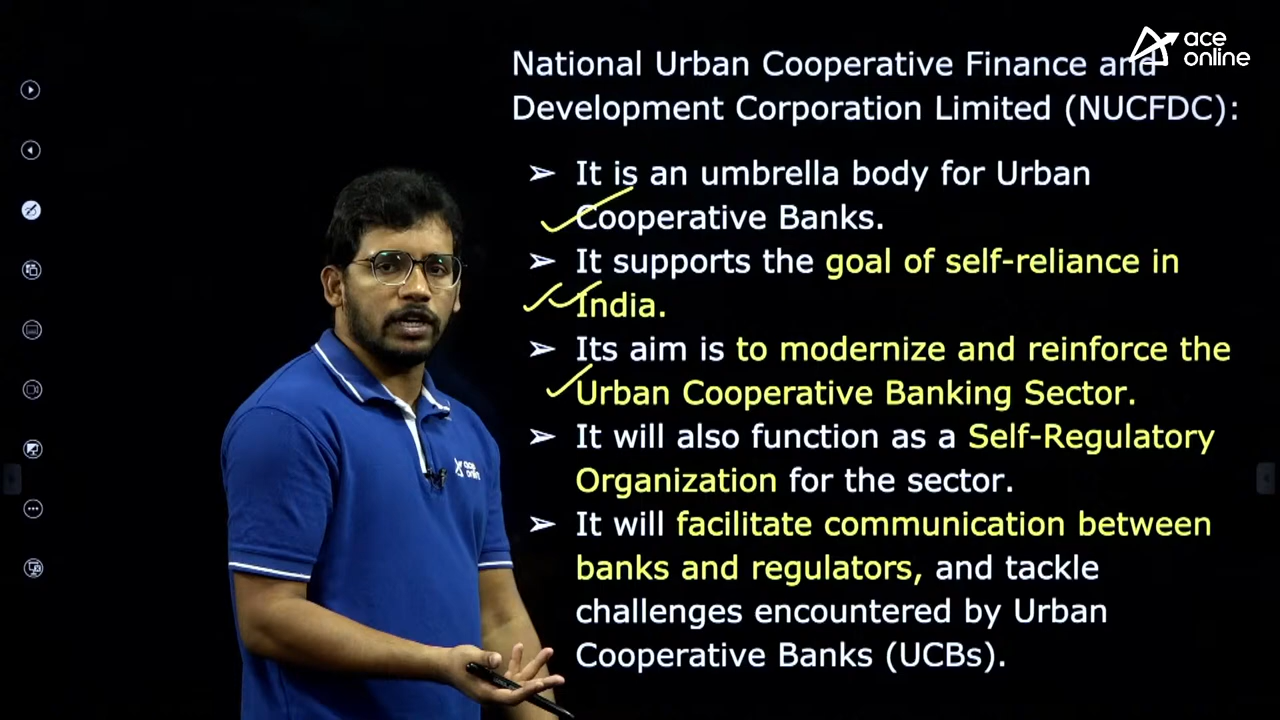 ace
online
National Urban Cooperative Finance and
Development Corporation Limited (NUCFDC):
➢ It is an umbrella body for Urban
Cooperative Banks.
➢ It supports the goal of self-reliance in
India.
➢ Its aim is to modernize and reinforce the
Urban Cooperative Banking Sector.
➢ It will also function as a Self-Regulatory
Organization for the sector.
➢ It will facilitate communication between
banks and regulators, and tackle
challenges encountered by Urban
Cooperative Banks (UCBs).
ace
online